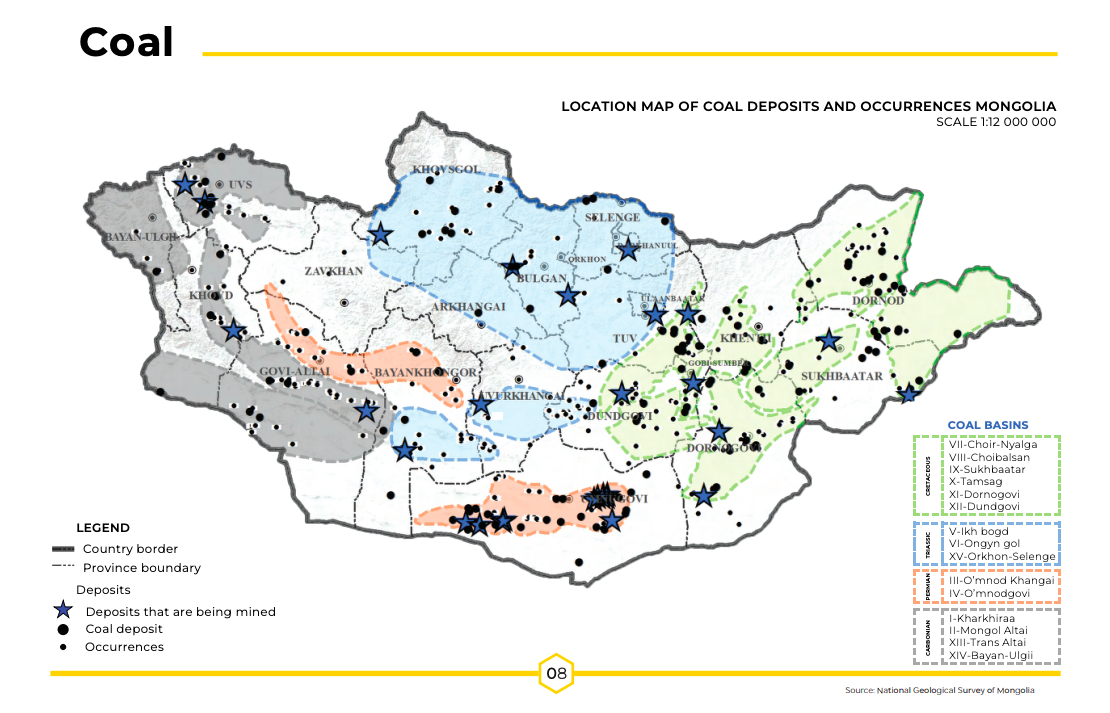 Coal
LOCATION MAP OF COAL DEPOSITS AND OCCURRENCES MONGOLIA
SCALE 1:12 000 000
KHOVSGOL
UVS
SELENGE
BAYAN-ULGII
ORKHON
ZAVKHAN
BULGAN
KHOVD
ULAANBAATAR
DORNOD
ARKHANGAI
TUV
KHENTII
GOBI-SUMBER
GOVI-ALTAI
BAYANKHONGOR
SUKHBAATAR
UVURKHANGAI
DUNDGOVI
DORNOGOVI
COAL BASINS
CRETACEOUS
VII-Choir-Nyalga
VIII-Choibalsan
IX-Sukhbaatar
X-Tamsag
XI-Dornogovi
XII-Dundgovi
TRIASSIC
V-Ikh bogd
VI-Ongyn gol
XV-Orkhon-Selenge
PERMIAN
III-O'mnod Khangai
IV-O'mnodgovi
CARBONIAN
I-Kharkhiraa
II-Mongol Altai
XIII-Trans Altai
XIV-Bayan-Ulgii
LEGEND
Country border
Province boundary
Deposits
Deposits that are being mined
Coal deposit
Occurrences
08
Source: National Geological Survey of Mongolia